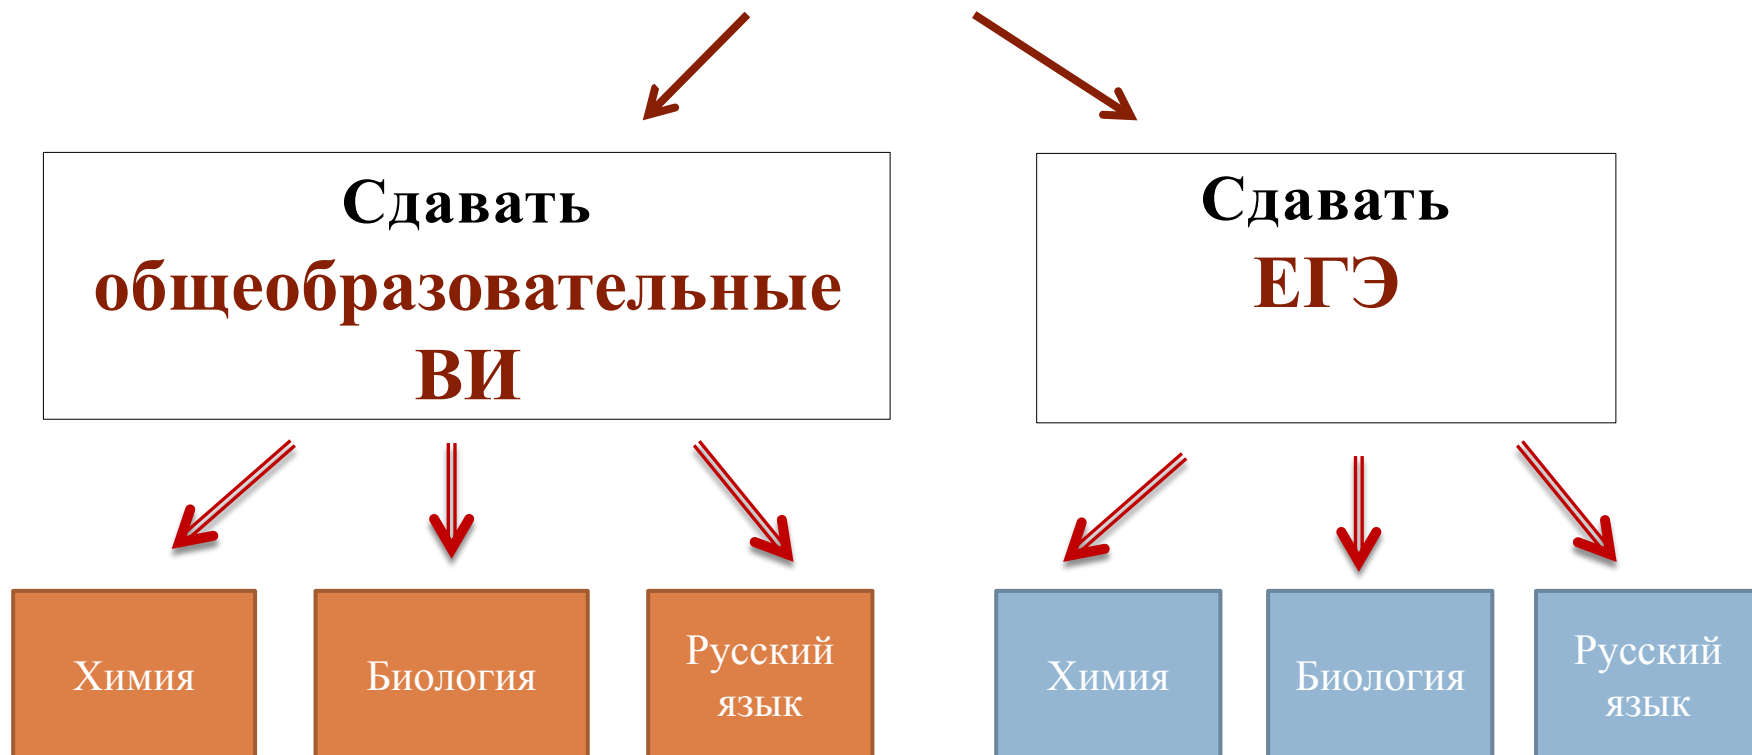 Сдавать
общеобразовательные
ВИ
Сдавать
ЕГЭ
Химия
Биология
Русский
язык
Химия
Биология
Русский
язык